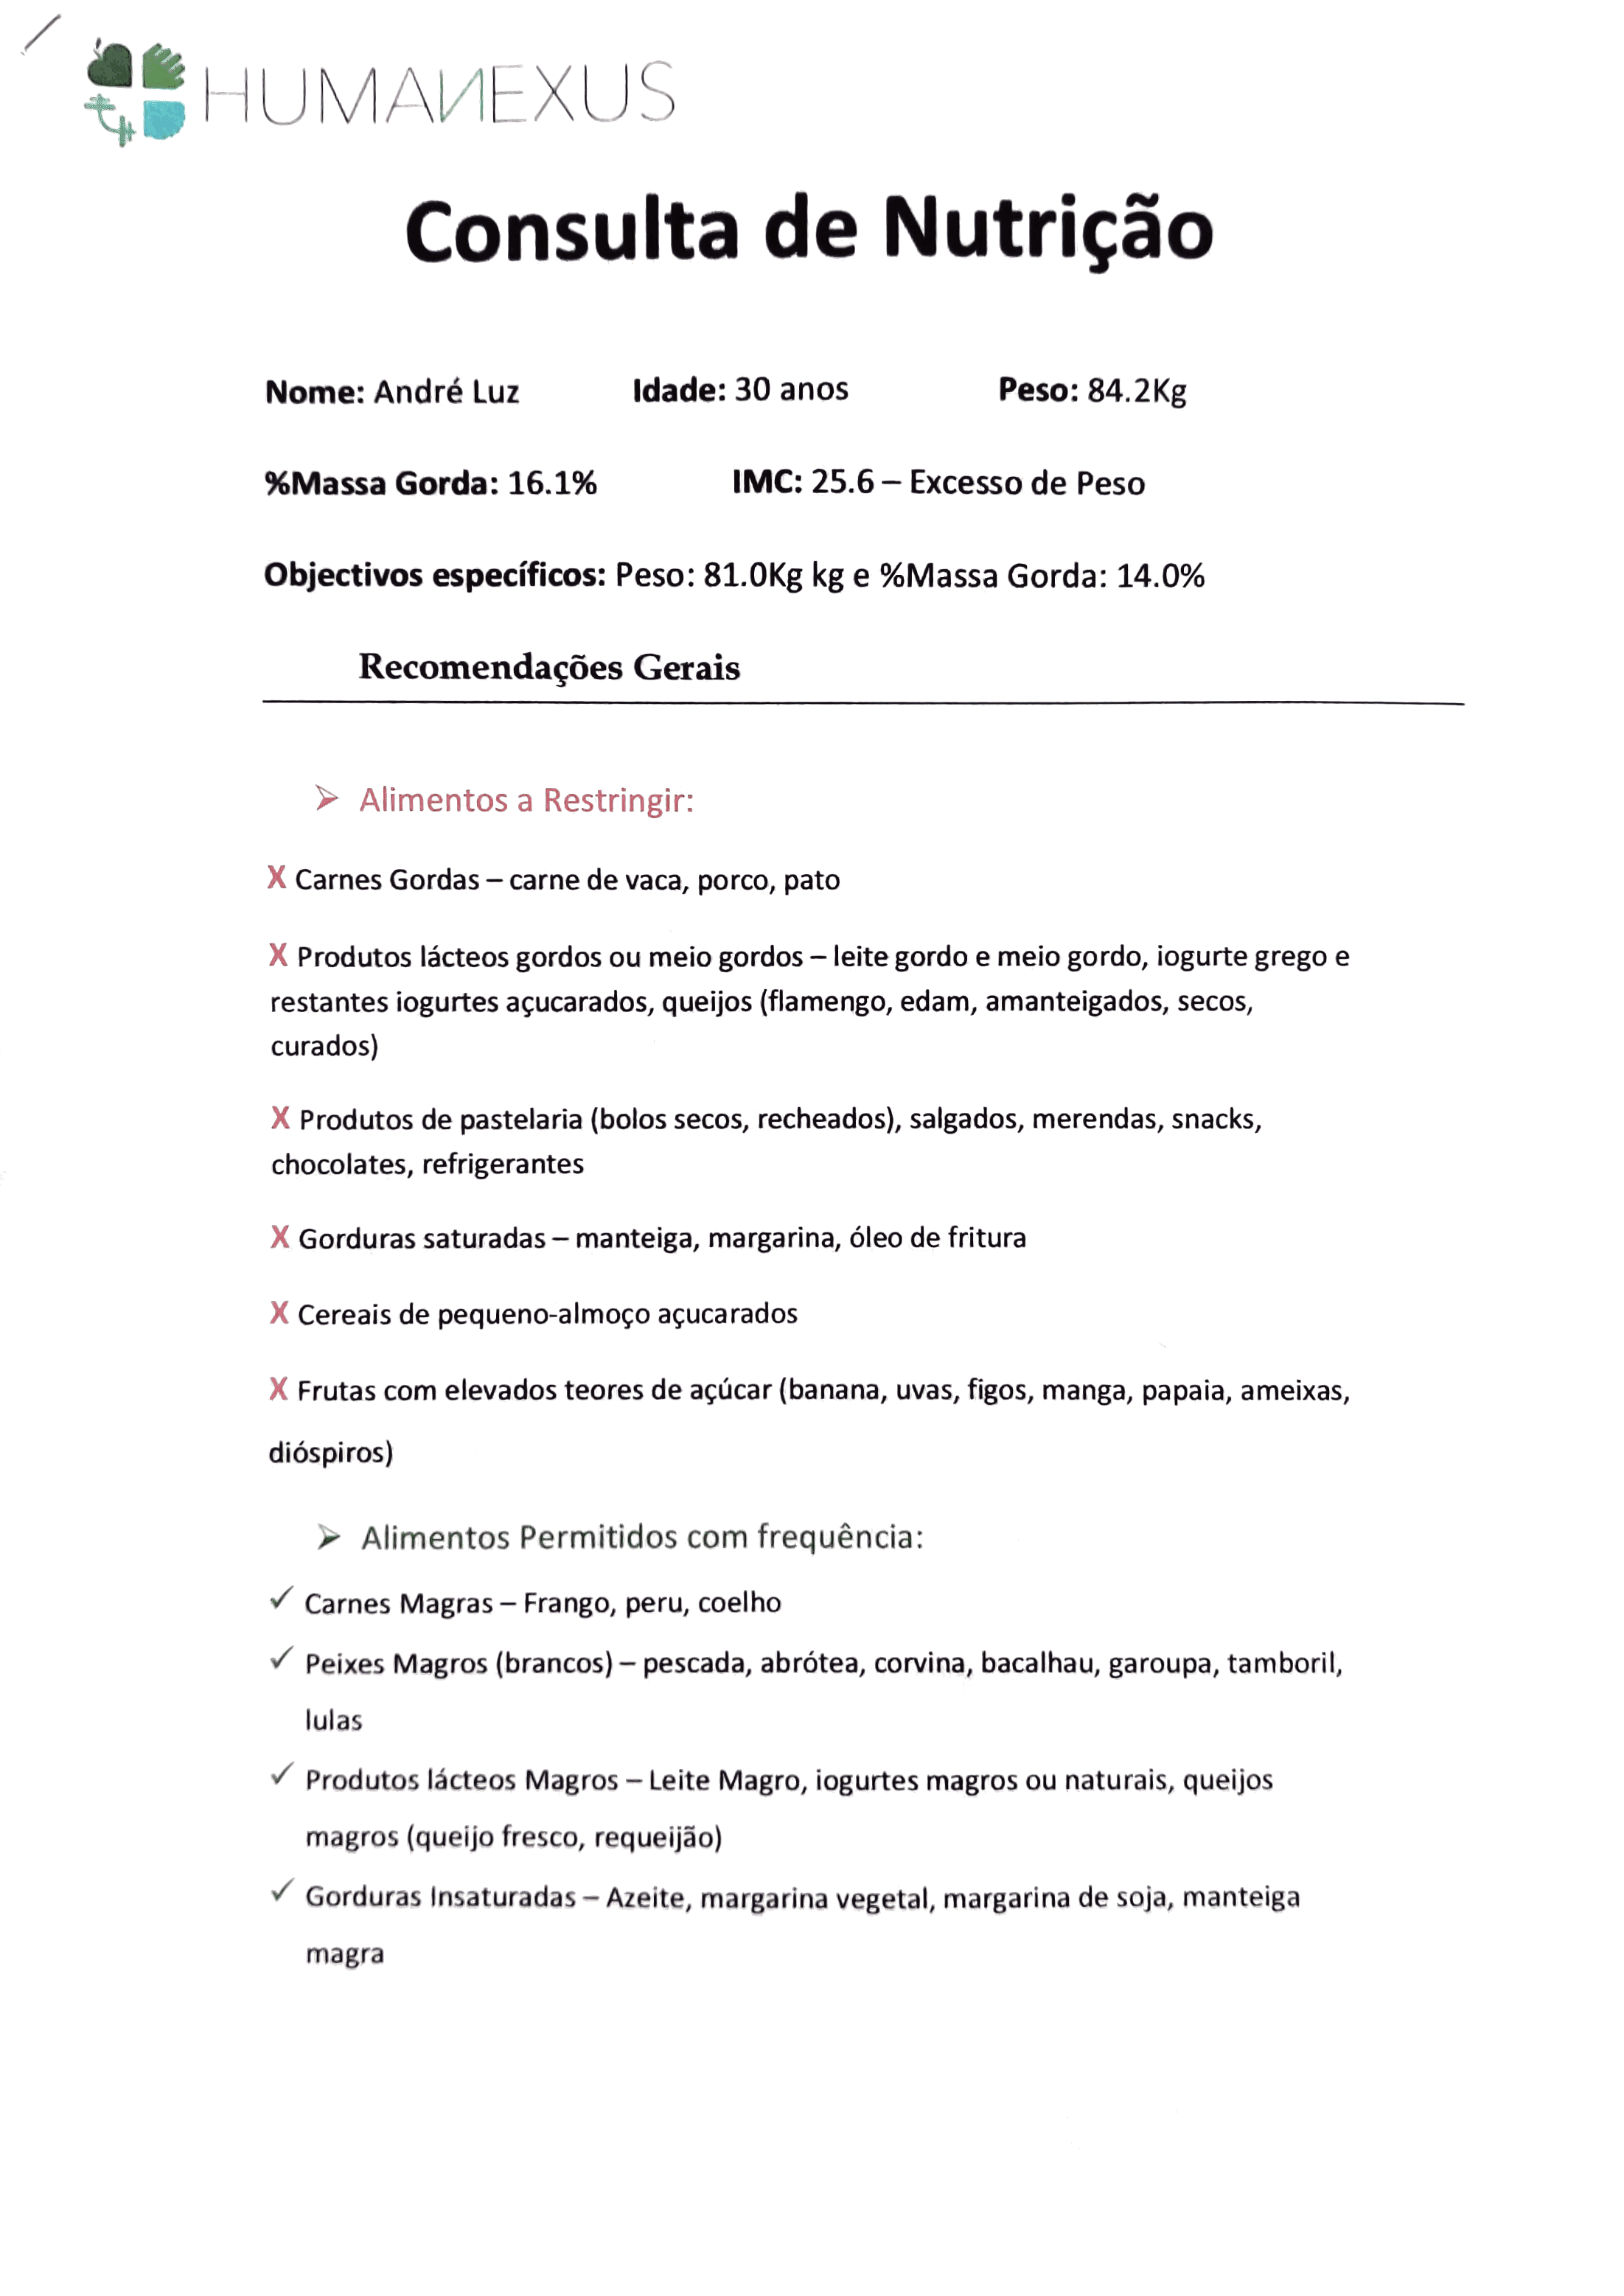 HUMANEXUS
Consulta de Nutrição
Nome: André Luz Idade: 30 anos Peso: 84.2Kg
%Massa Gorda: 16.1% IMC: 25.6 – Excesso de Peso
Objectivos específicos: Peso: 81.0Kg kg e %Massa Gorda: 14.0%
Recomendações Gerais
➢ Alimentos a Restringir:
X Carnes Gordas – carne de vaca, porco, pato
X Produtos lácteos gordos ou meio gordos – leite gordo e meio gordo, iogurte grego e
restantes iogurtes açucarados, queijos (flamengo, edam, amanteigados, secos,
curados)
X Produtos de pastelaria (bolos secos, recheados), salgados, merendas, snacks,
chocolates, refrigerantes
X Gorduras saturadas – manteiga, margarina, óleo de fritura
X Cereais de pequeno-almoço açucarados
X Frutas com elevados teores de açúcar (banana, uvas, figos, manga, papaia, ameixas,
dióspiros)
➢ Alimentos Permitidos com frequência:
✓ Carnes Magras – Frango, peru, coelho
✓ Peixes Magros (brancos) – pescada, abrótea, corvina, bacalhau, garoupa, tamboril,
lulas
✓ Produtos lácteos Magros – Leite Magro, iogurtes magros ou naturais, queijos
magros (queijo fresco, requeijão)
✓ Gorduras Insaturadas – Azeite, margarina vegetal, margarina de soja, manteiga
magra